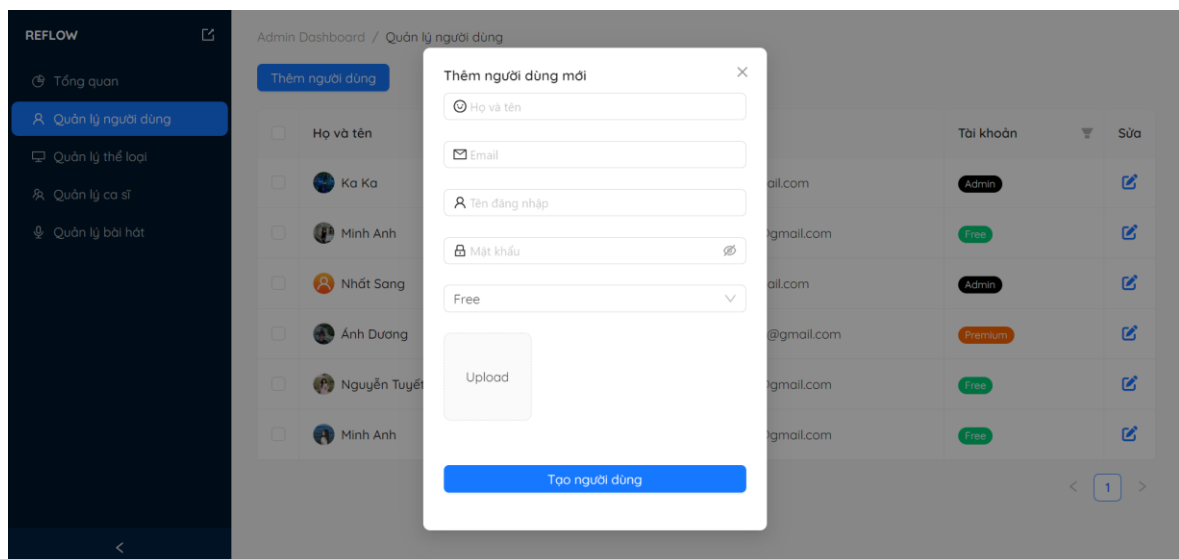 REFLOW
Admin Dashboard / Quản lý người dùng
Tổng quan
Quản lý người dùng
Quản lý thể loại
Quản lý ca sĩ
Quản lý bài hát
Thêm người dùng
Họ và tên
Tài khoản
Sửa
Ka Ka
ail.com
Admin
Minh Anh
@gmail.com
Free
Nhất Sang
ail.com
Admin
Ánh Dương
@gmail.com
Premium
Nguyễn Tuyết
@gmail.com
Free
Minh Anh
@gmail.com
Free
1
Thêm người dùng mới
Họ và tên
Email
Tên đăng nhập
Mật khẩu
Free
Upload
Tạo người dùng